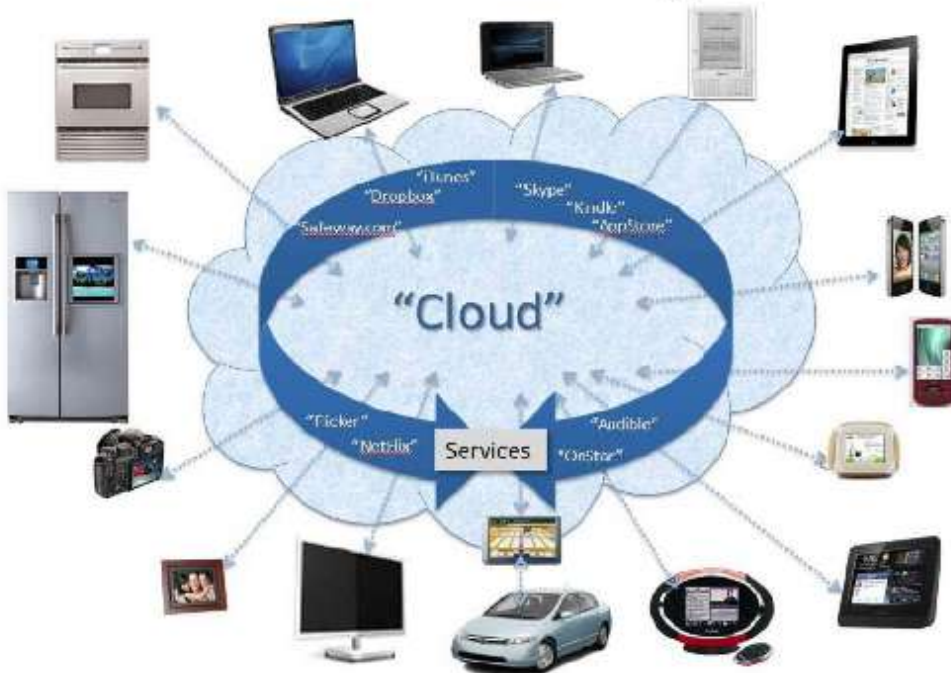 “iTunes”
“Dropbox”
“Safeway.com”
“Skype”
“Kindle”
“AppStore”
“Cloud”
“Flicker”
“NetFlix”
Services
“Audible”
“OnStar”